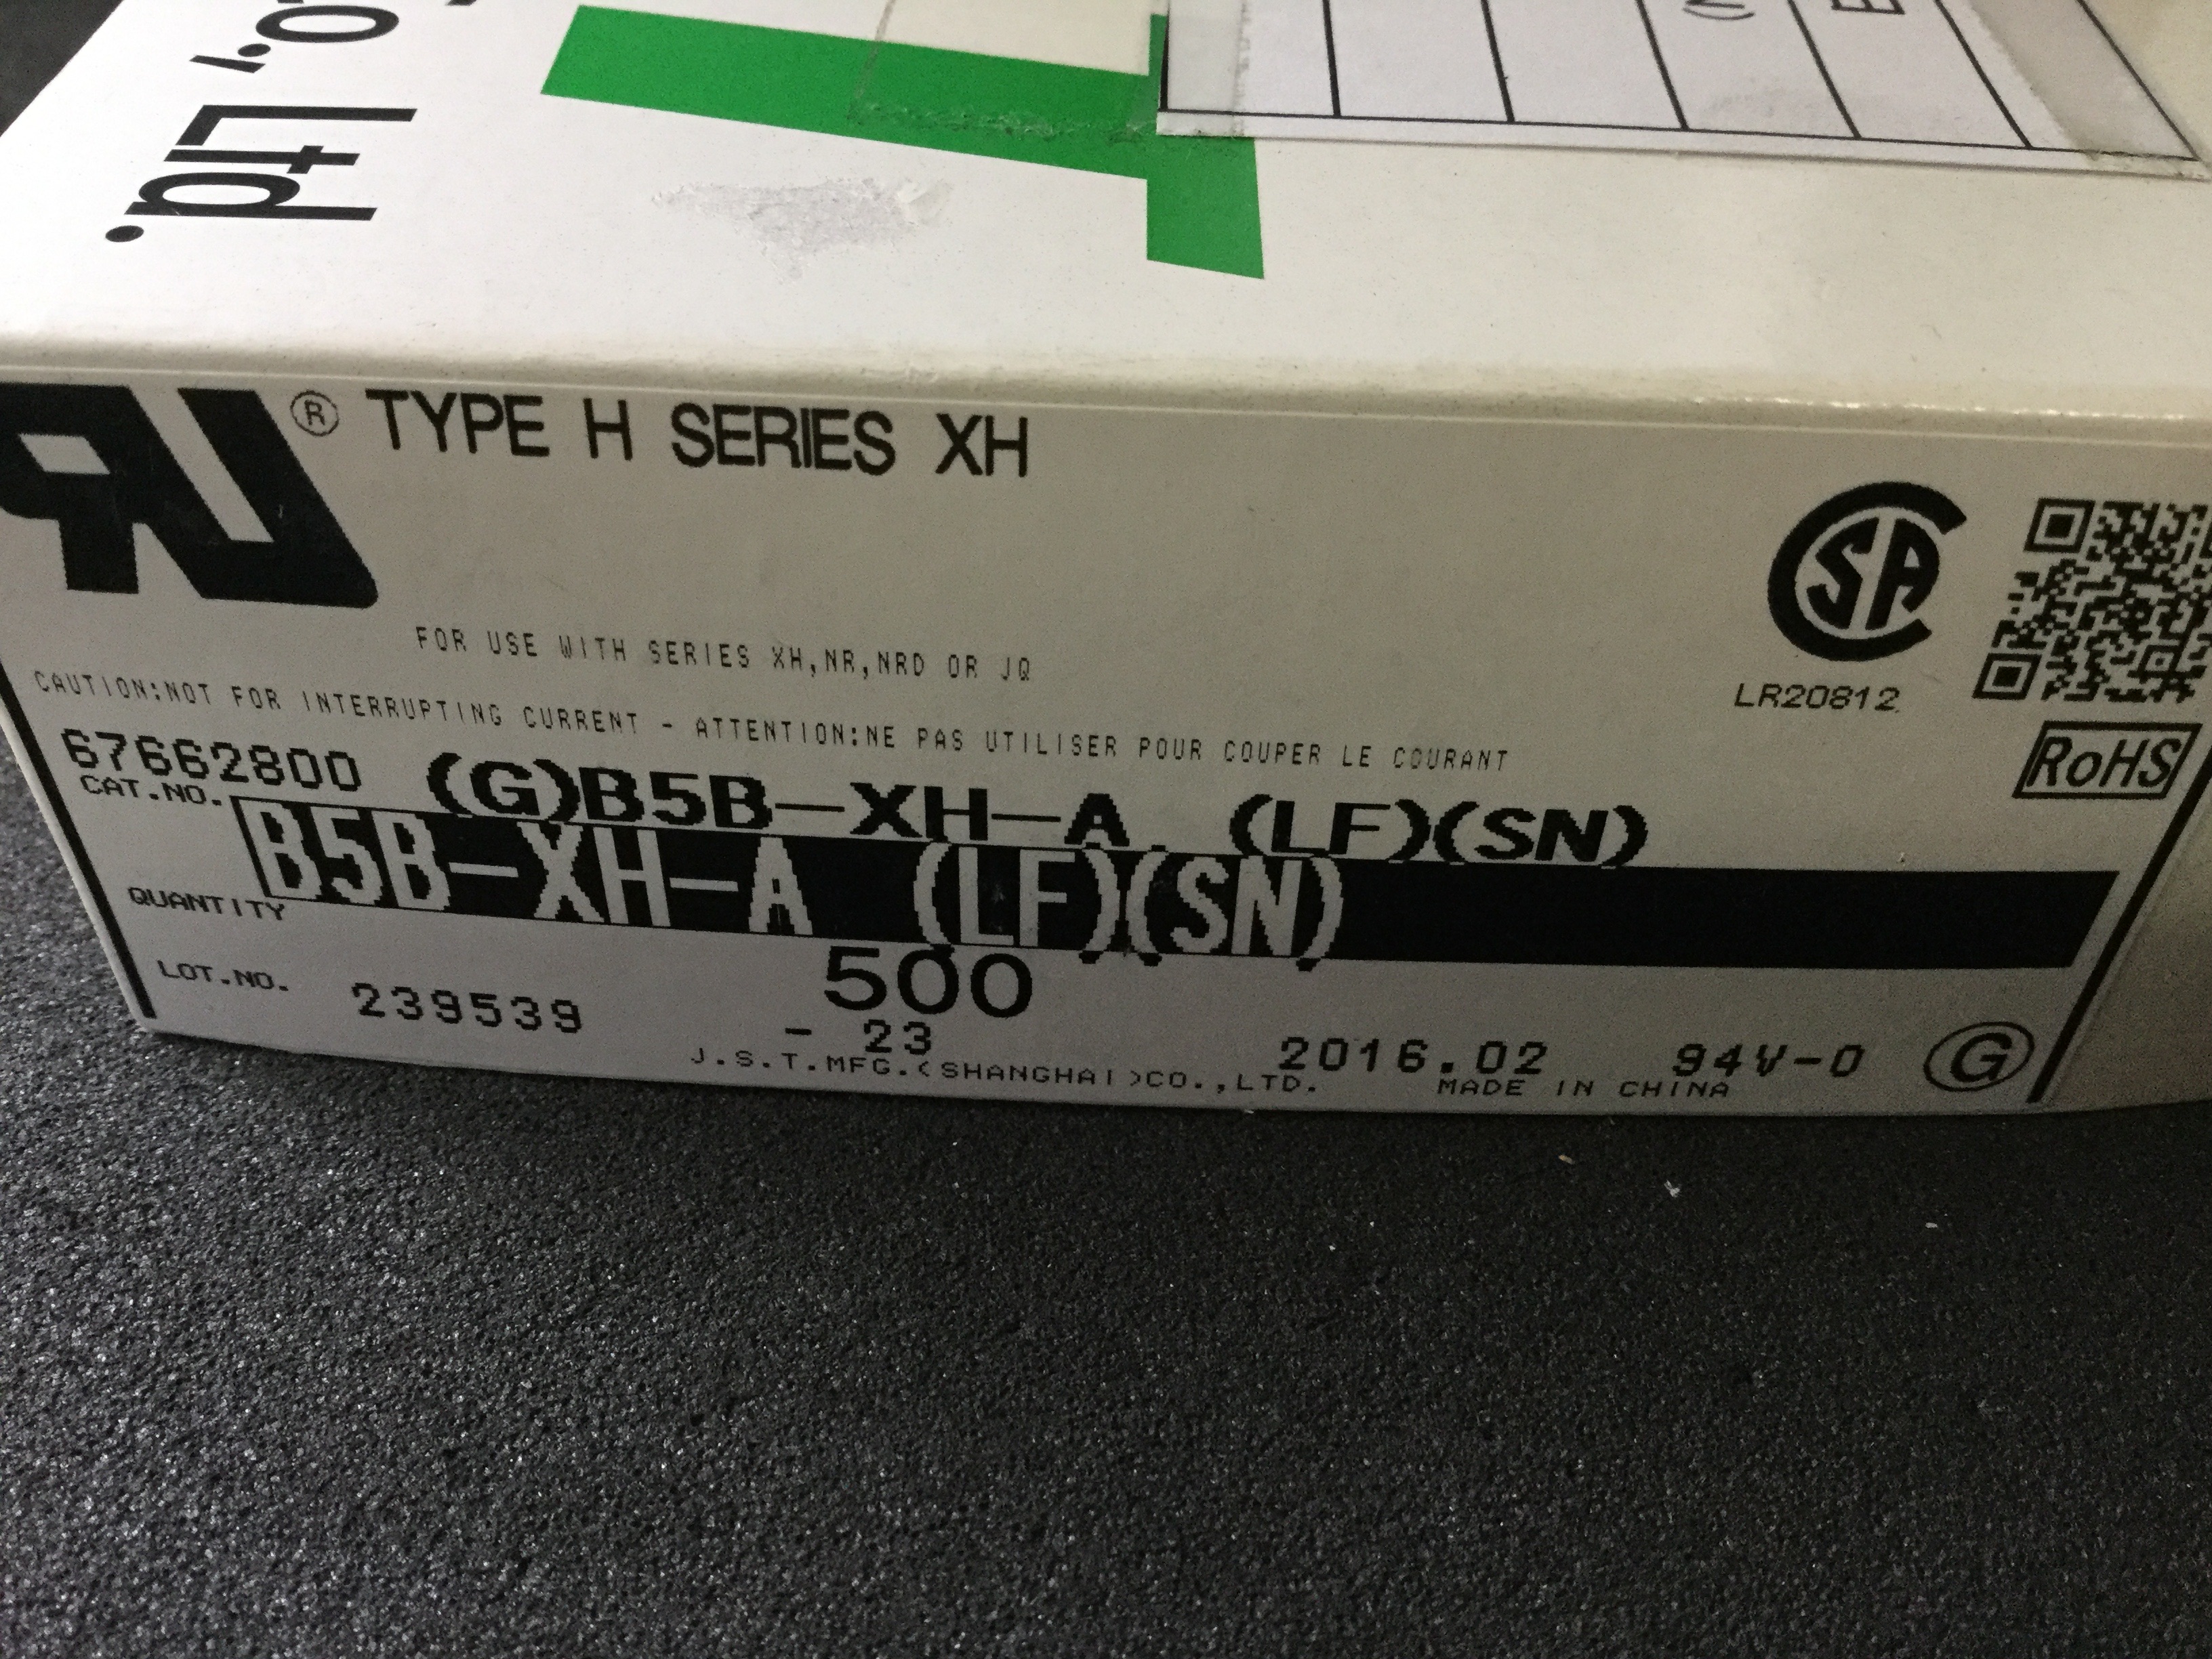 Ltd.
® TYPE H SERIES XH
CSA
LR20812
FOR USE WITH SERIES XH,NR,NRD OR JQ
CAUTION:NOT FOR INTERRUPTING CURRENT - ATTENTION:NE PAS UTILISER POUR COUPER LE COURANT
RoHS
67662800 (G)B5B-XH-A (LF)(SN)
CAT.NO. B5B-XH-A (LF)(SN)
QUANTITY 500
LOT.NO. 239539 - 23 2016.02 94V-0 G
J.S.T.MFG.(SHANGHAI)CO.,LTD. MADE IN CHINA